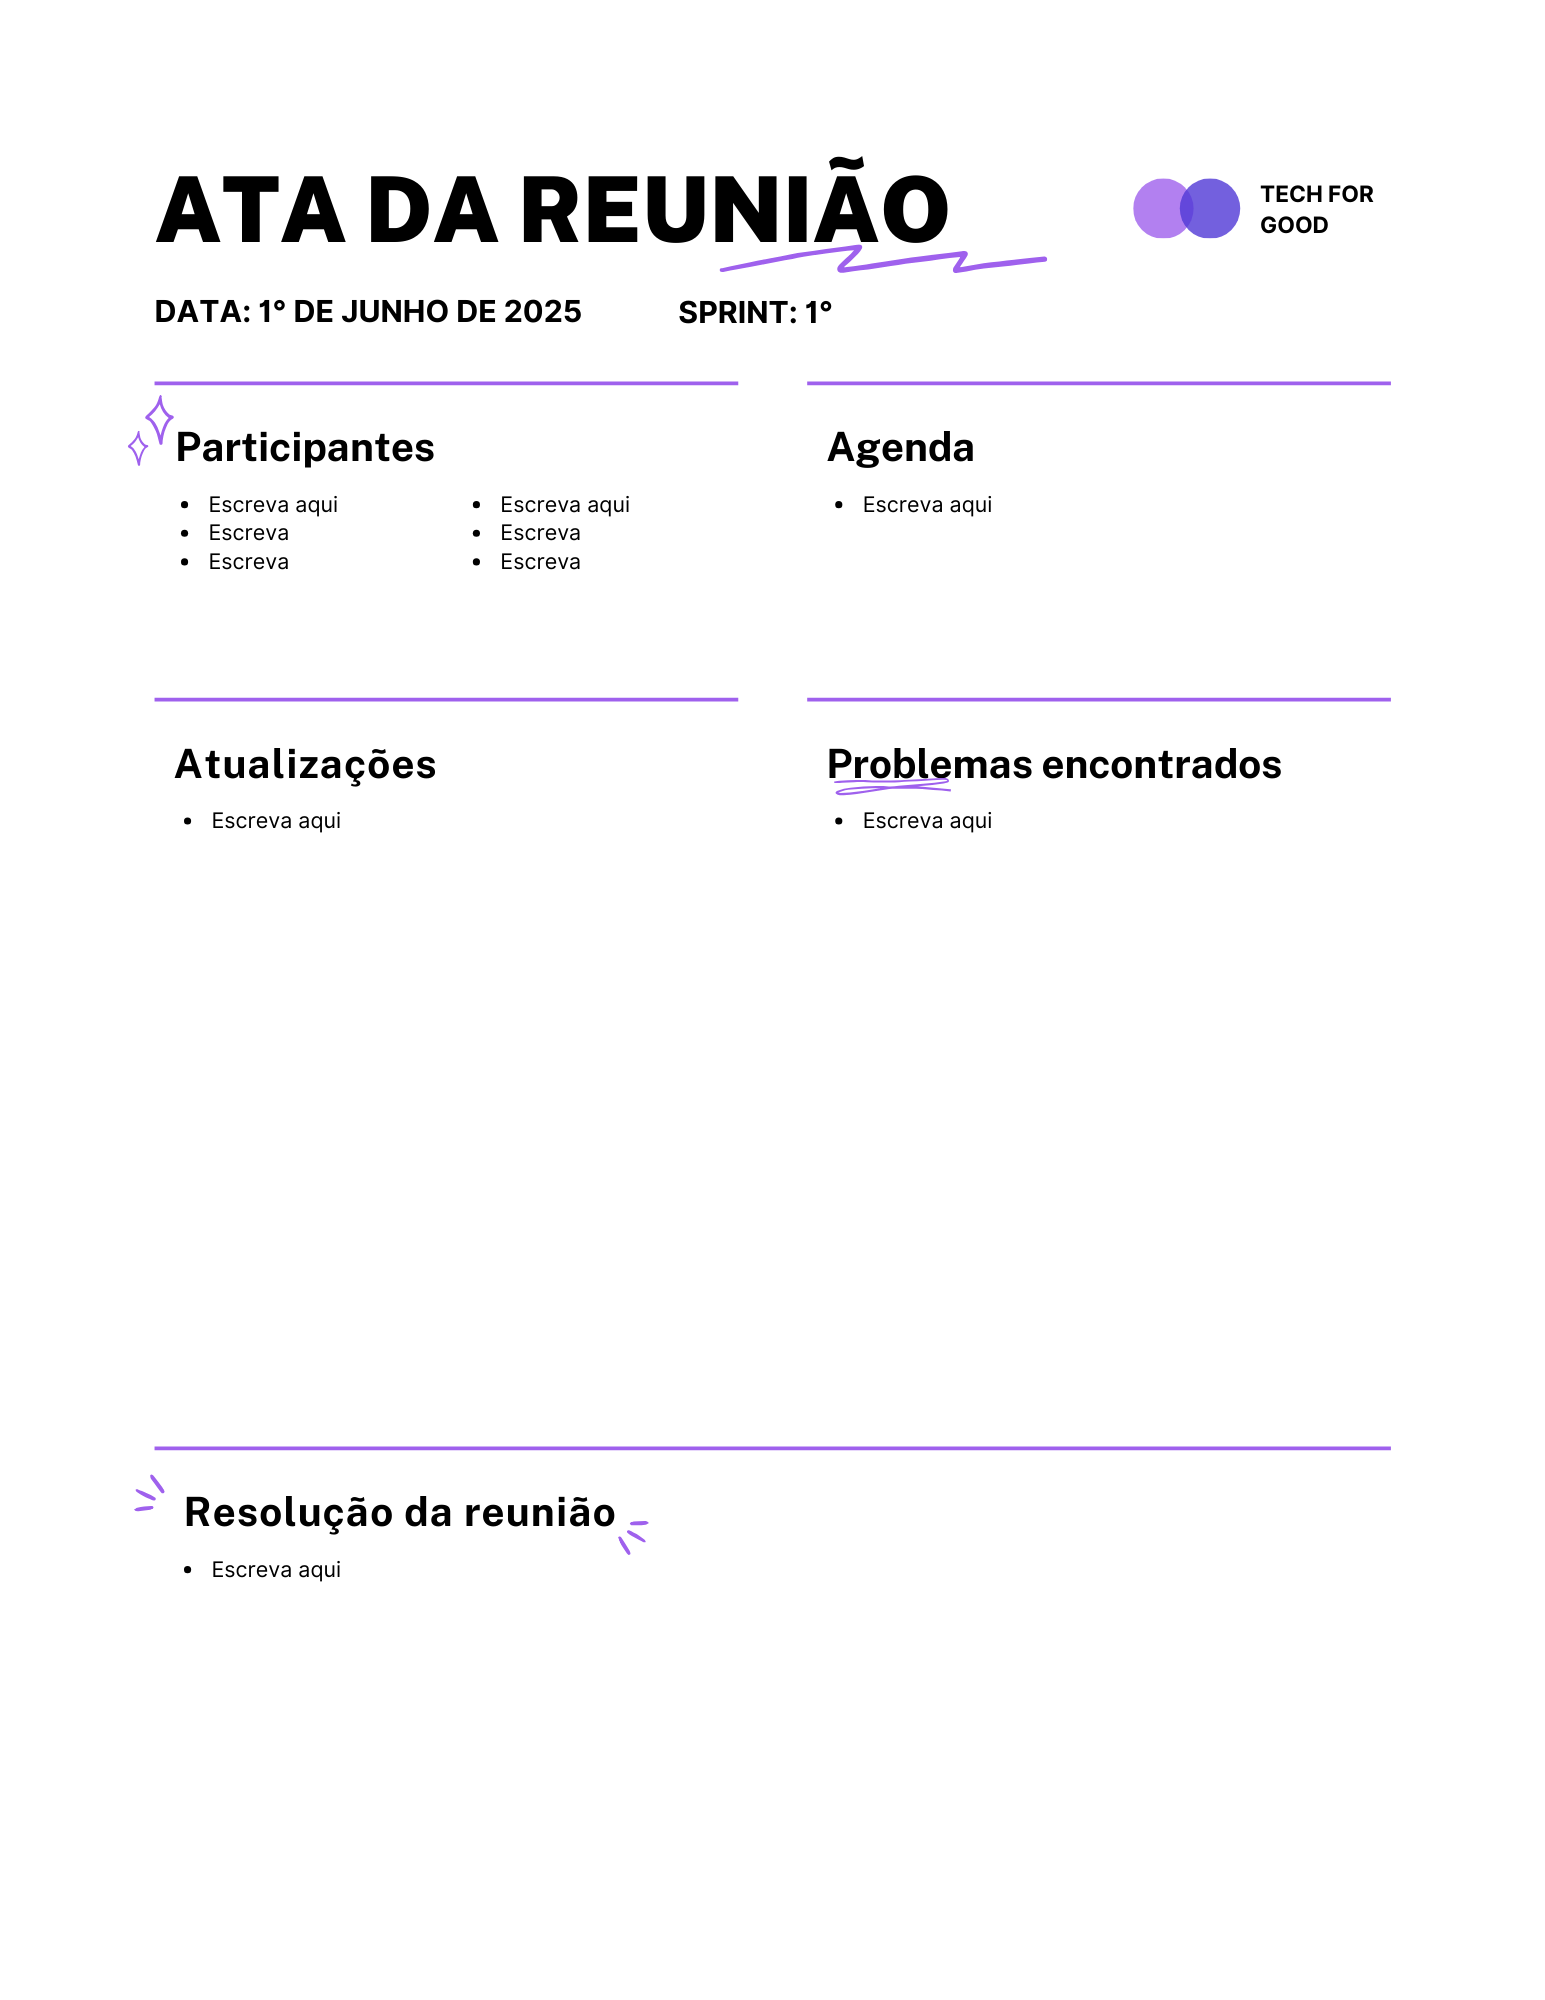 ATA DA REUNIÃO
TECH FOR
GOOD
DATA: 1° DE JUNHO DE 2025
SPRINT: 1°
Participantes
• Escreva aqui
• Escreva
• Escreva
• Escreva aqui
• Escreva
• Escreva
Agenda
• Escreva aqui
Atualizações
• Escreva aqui
Problemas encontrados
• Escreva aqui
Resolução da reunião
• Escreva aqui